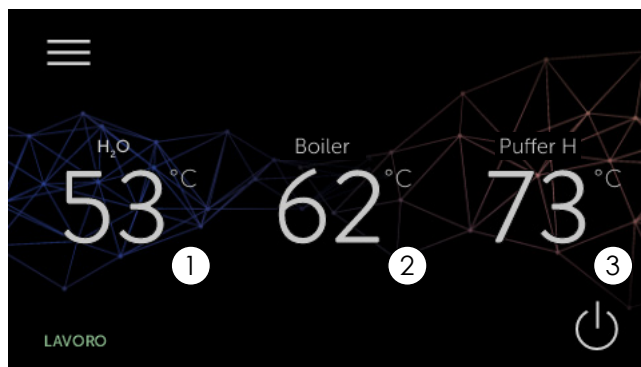 H₂O Boiler Puffer H
53 °C 62 °C 73 °C
1 2 3
LAVORO